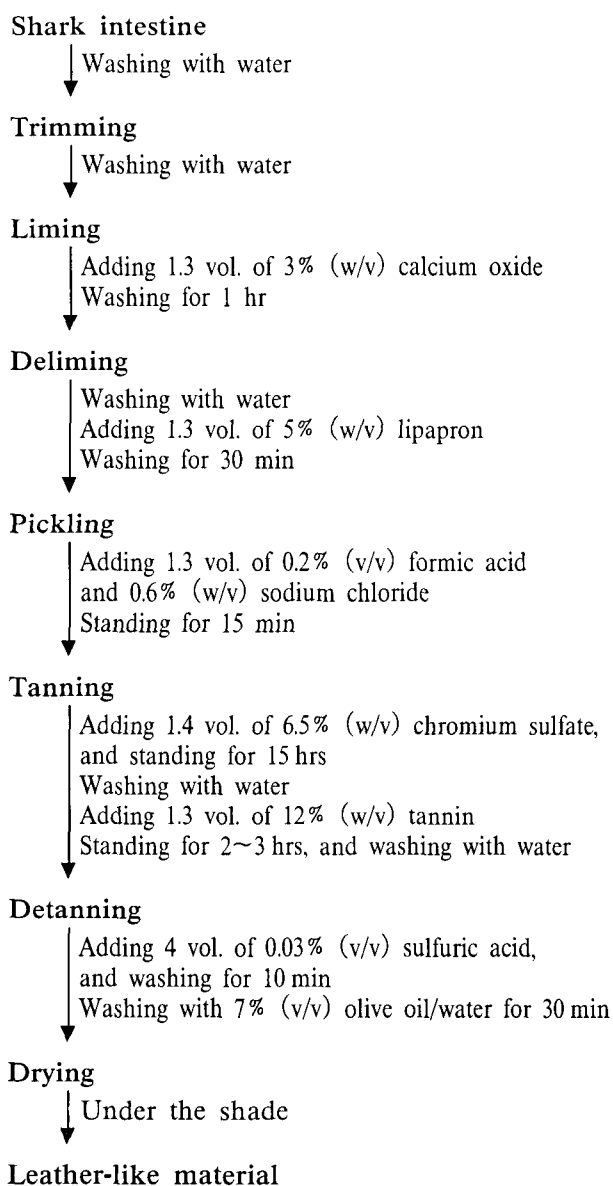 Shark intestine
Washing with water
Trimming
Washing with water
Liming
Adding 1.3 vol. of 3% (w/v) calcium oxide
Washing for 1 hr
Deliming
Washing with water
Adding 1.3 vol. of 5% (w/v) lipapron
Washing for 30 min
Pickling
Adding 1.3 vol. of 0.2% (v/v) formic acid
and 0.6% (w/v) sodium chloride
Standing for 15 min
Tanning
Adding 1.4 vol. of 6.5% (w/v) chromium sulfate,
and standing for 15 hrs
Washing with water
Adding 1.3 vol. of 12% (w/v) tannin
Standing for 2~3 hrs, and washing with water
Detanning
Adding 4 vol. of 0.03% (v/v) sulfuric acid,
and washing for 10 min
Washing with 7% (v/v) olive oil/water for 30 min
Drying
Under the shade
Leather-like material